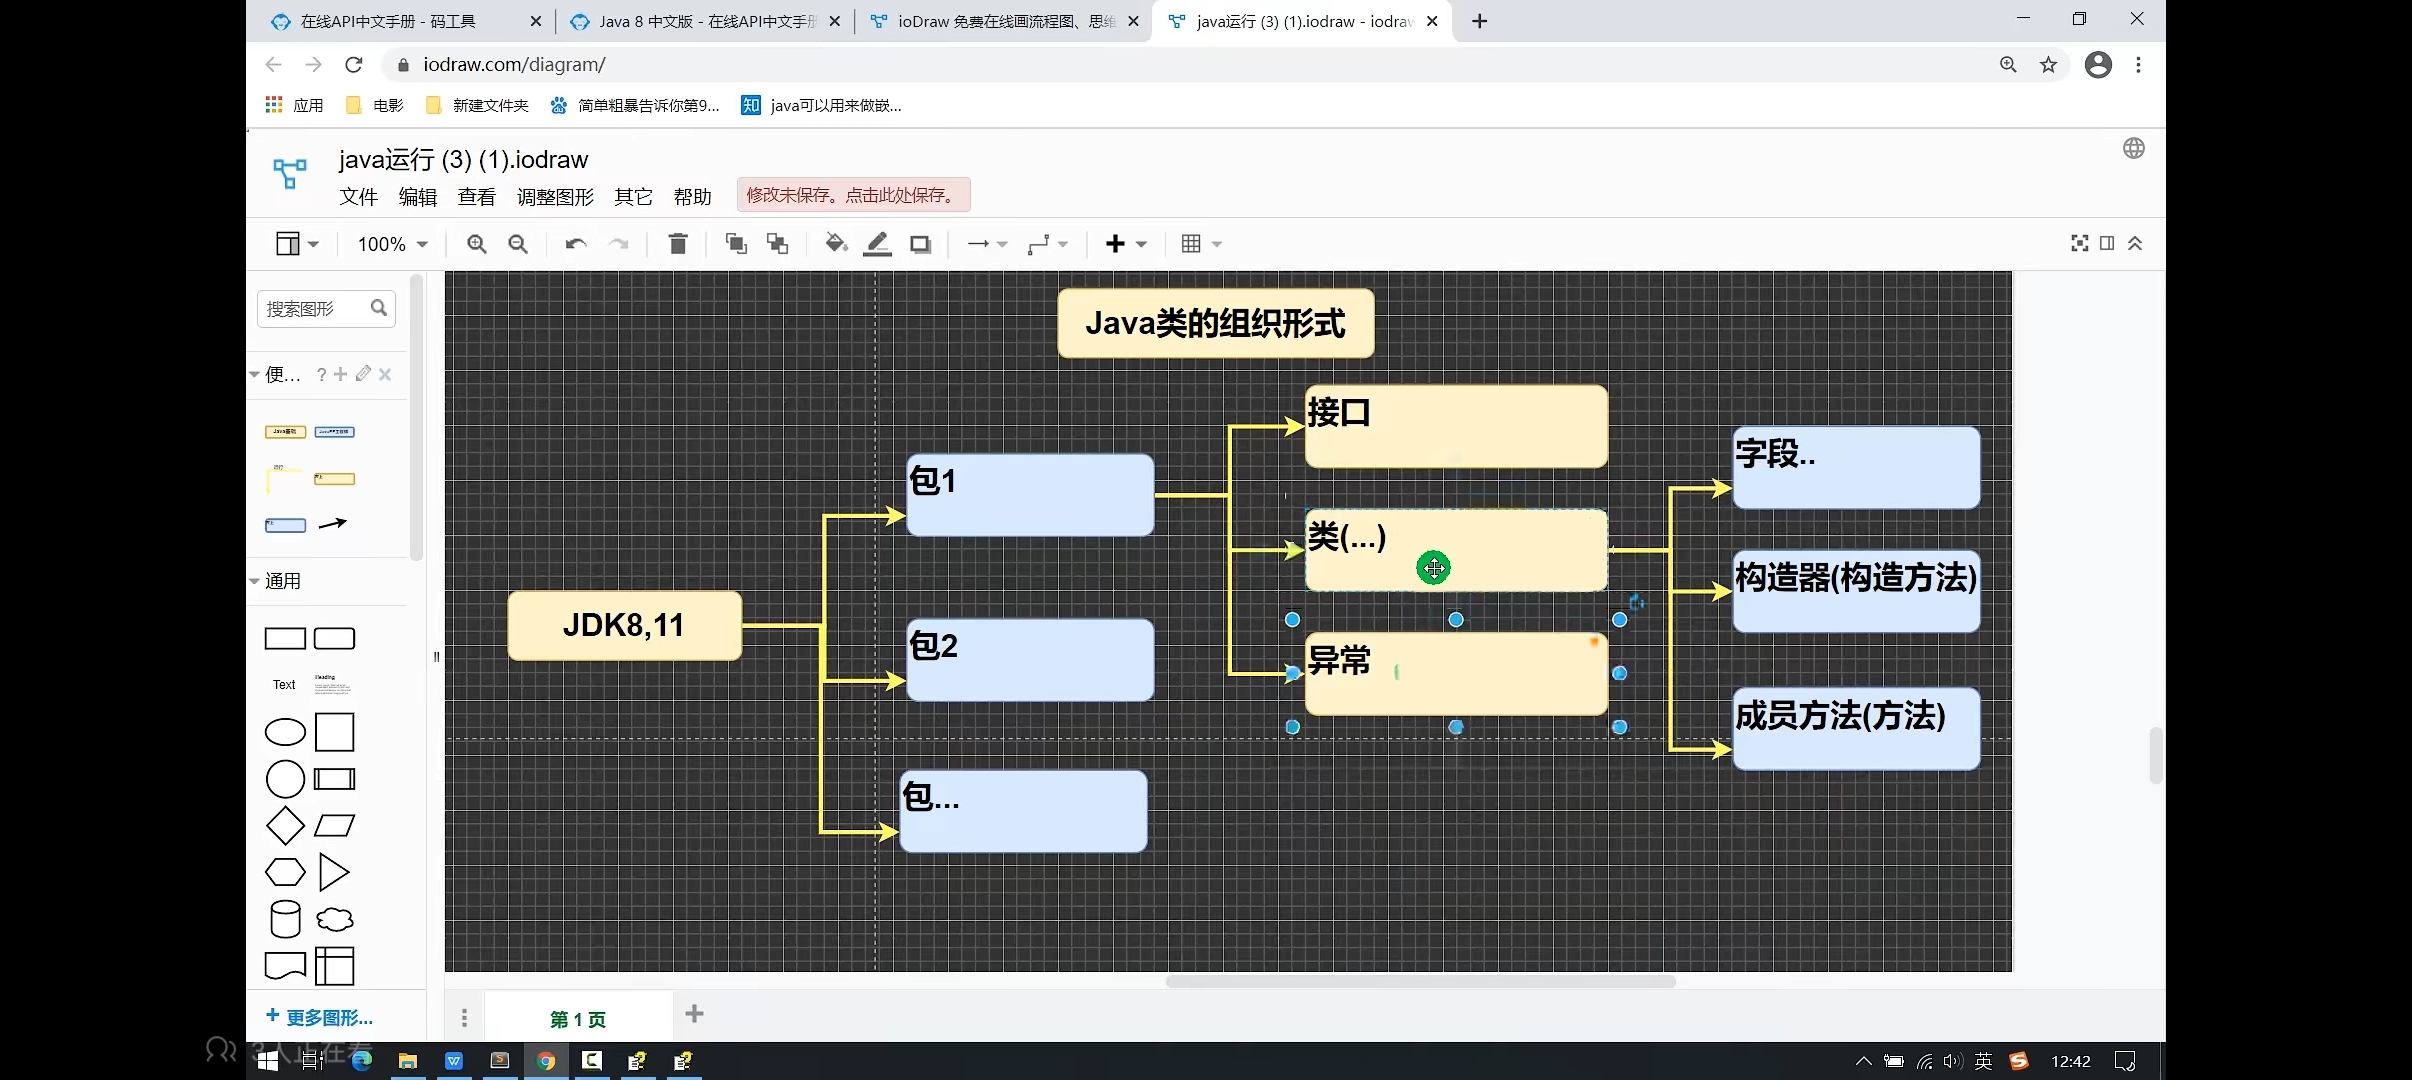 在线API中文手册 - 码工具
Java 8 中文版 - 在线API中文手册
ioDraw 免费在线画流程图、思维
java运行 (3) (1).iodraw - iodraw
iodraw.com/diagram/
应用
电影
新建文件夹
简单粗暴告诉你第9...
知
java可以用来做嵌...
java运行 (3) (1).iodraw
文件 编辑 查看 调整图形 其它 帮助
修改未保存。点击此处保存。
100%
搜索图形
便...
Java类的组织形式
接口
字段..
包1
类(...)
构造器(构造方法)
通用
JDK8,11
包2
异常
Text
Heading
成员方法(方法)
包...
更多图形...
第 1 页
3人正在看
英
12:42